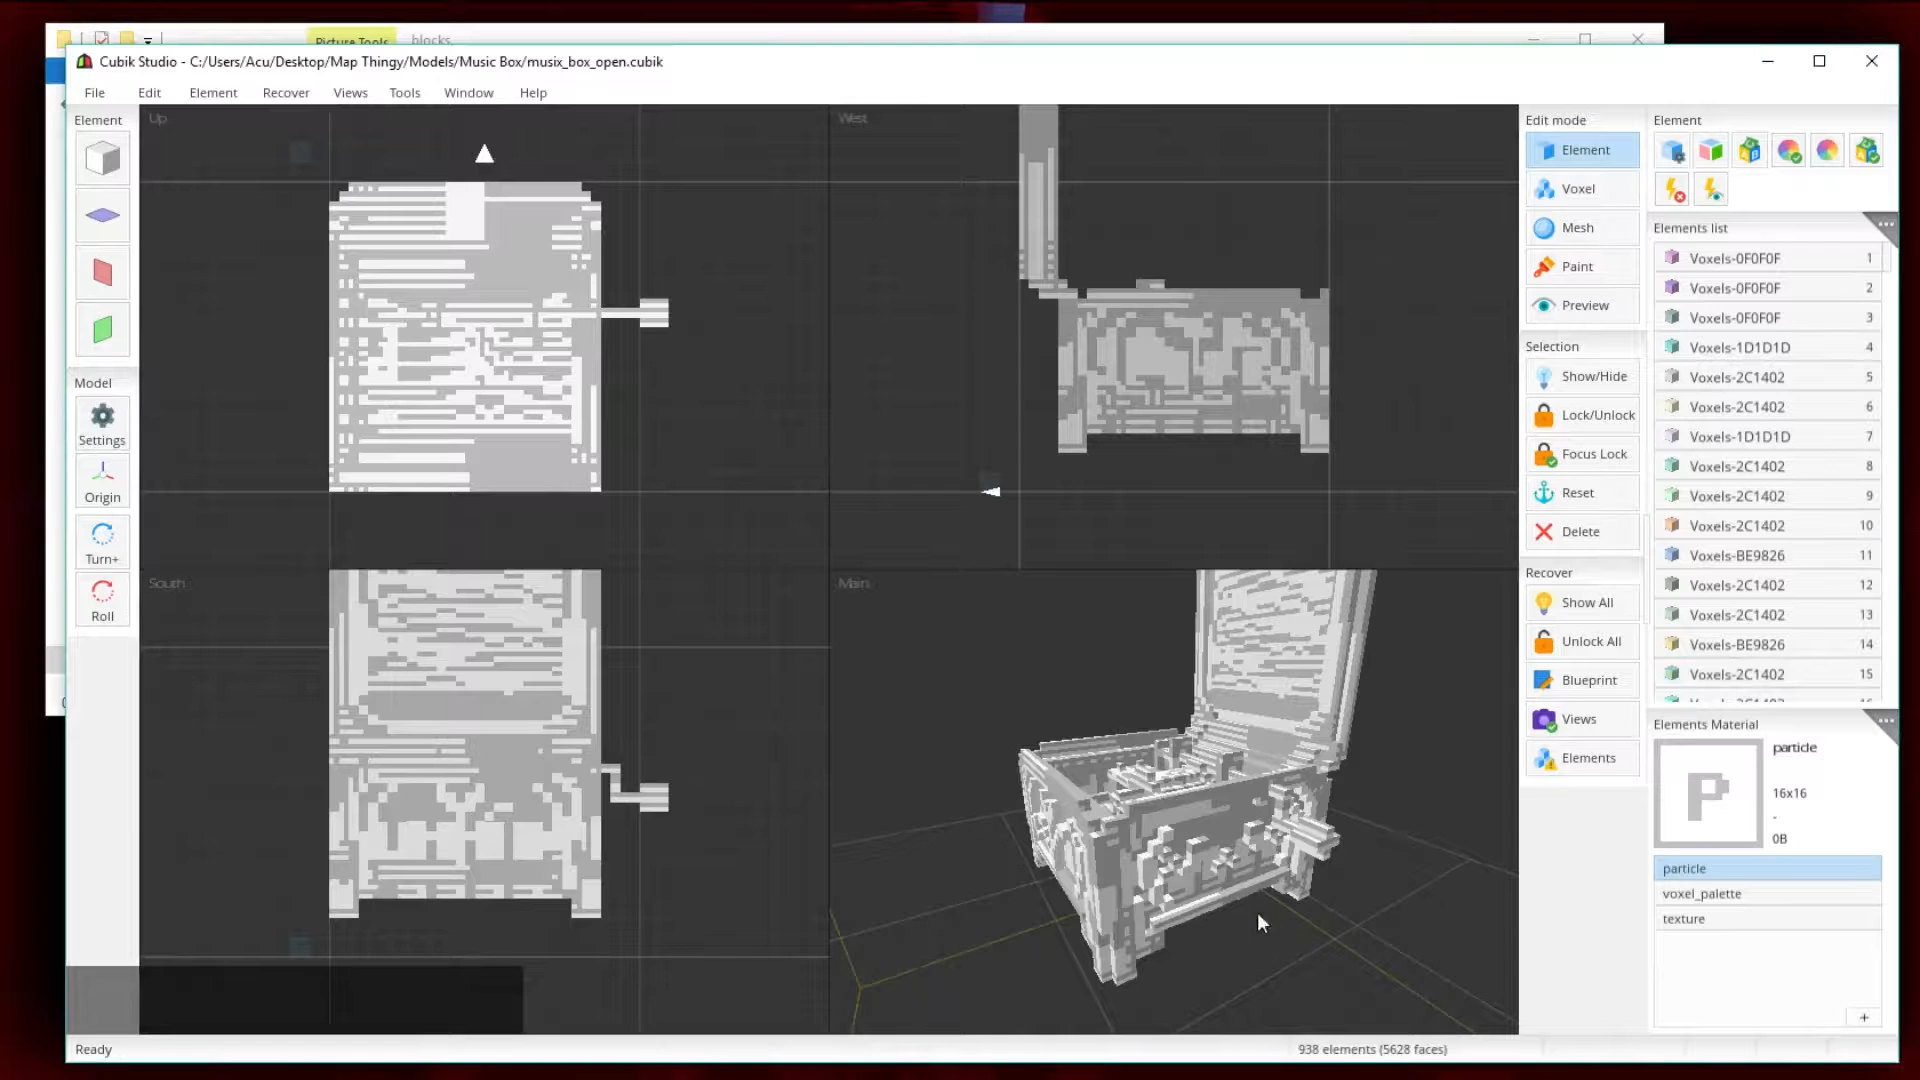 Picture Tools
blocks
Cubik Studio - C:/Users/Acu/Desktop/Map Thingy/Models/Music Box/musix_box_open.cubik
File Edit Element Recover Views Tools Window Help
Element
Model
Settings
Origin
Turn+
Roll
Up
West
South
Main
Edit mode
Element
Voxel
Mesh
Paint
Preview
Selection
Show/Hide
Lock/Unlock
Focus Lock
Reset
Delete
Recover
Show All
Unlock All
Blueprint
Views
Elements
Element
Elements list
Voxels-0F0F0F 1
Voxels-0F0F0F 2
Voxels-0F0F0F 3
Voxels-1D1D1D 4
Voxels-2C1402 5
Voxels-2C1402 6
Voxels-1D1D1D 7
Voxels-2C1402 8
Voxels-2C1402 9
Voxels-2C1402 10
Voxels-BE9826 11
Voxels-2C1402 12
Voxels-2C1402 13
Voxels-BE9826 14
Voxels-2C1402 15
Elements Material
P
particle
16x16
-
0B
particle
voxel_palette
texture
+
Ready
938 elements (5628 faces)